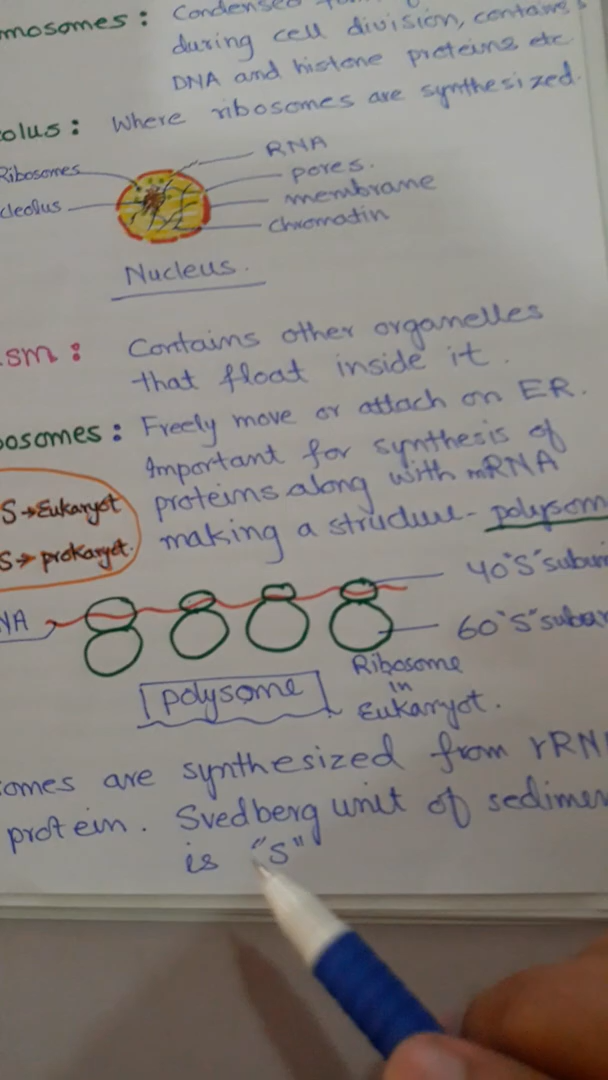 mosomes: Condensed
during cell division, contains
DNA and histone proteins etc
olus: Where ribosomes are synthesized.
RNA
Ribosomes
pores.
cleolus
membrane
chromatin
Nucleus.
sm: Contains other organelles
that float inside it.
bosomes: Freely move or attach on ER.
Important for synthesis of
proteins along with mRNA
making a structure - polysom
S→Eukaryot
S→ prokaryot.
NA
40"S"subuni
60"S"subu
polysome
Ribosome
in
Eukaryot.
omes are synthesized from rRN
protein. Svedberg unit of sedimen
is "S"